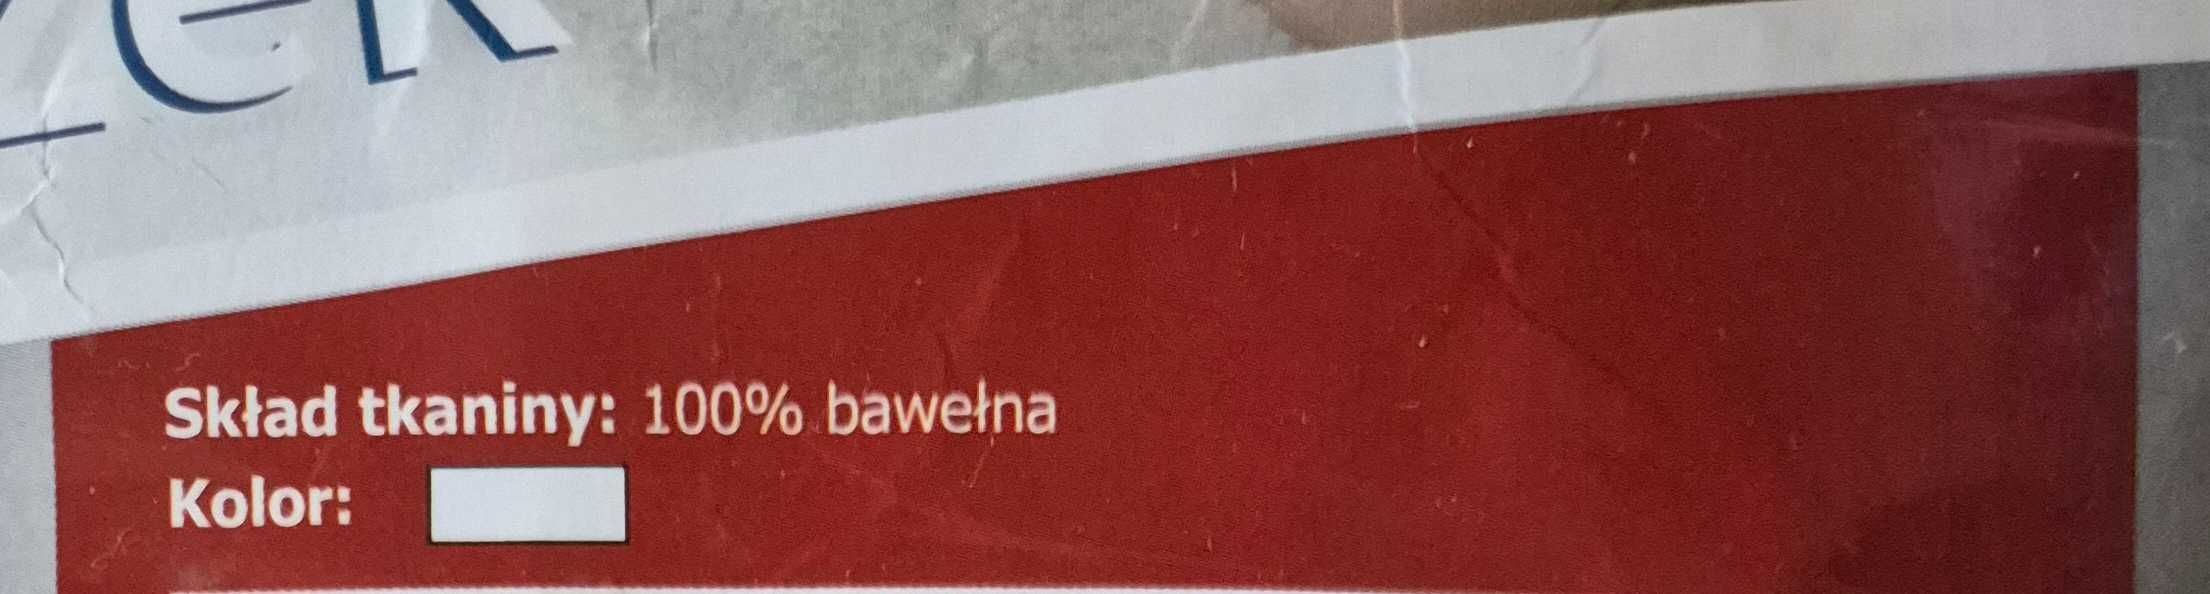 Skład tkaniny: 100% bawełna
Kolor: